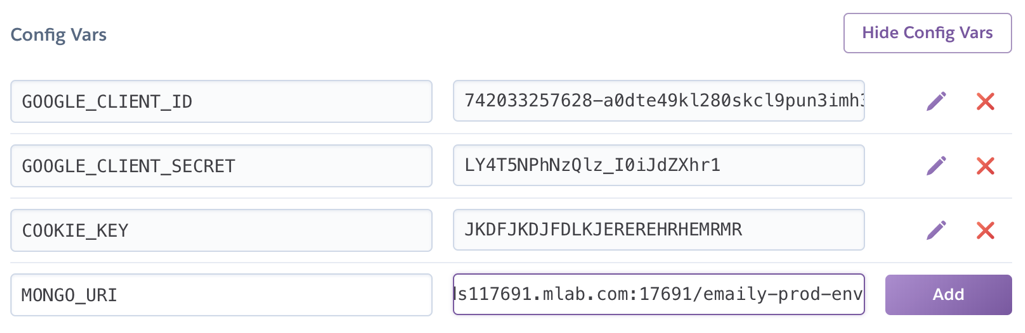 Config Vars
Hide Config Vars
GOOGLE_CLIENT_ID
742033257628-a0dte49kl280skcl9pun3imh
GOOGLE_CLIENT_SECRET
LY4T5NPhNzQlz_I0iJdZXhr1
COOKIE_KEY
JKDFJKDJFDLKJEREREHRHEMRMR
MONGO_URI
ds117691.mlab.com:17691/emaily-prod-env
Add